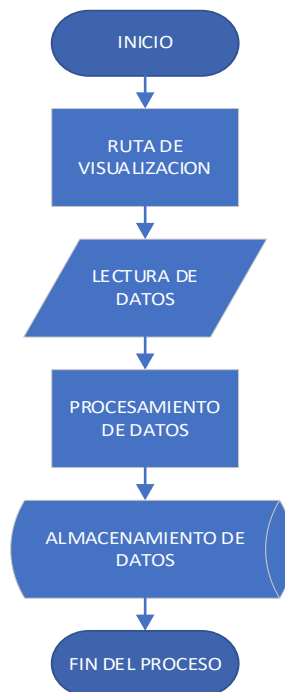 INICIO
RUTA DE
VISUALIZACION
LECTURA DE
DATOS
PROCESAMIENTO
DE DATOS
ALMACENAMIENTO DE
DATOS
FIN DEL PROCESO